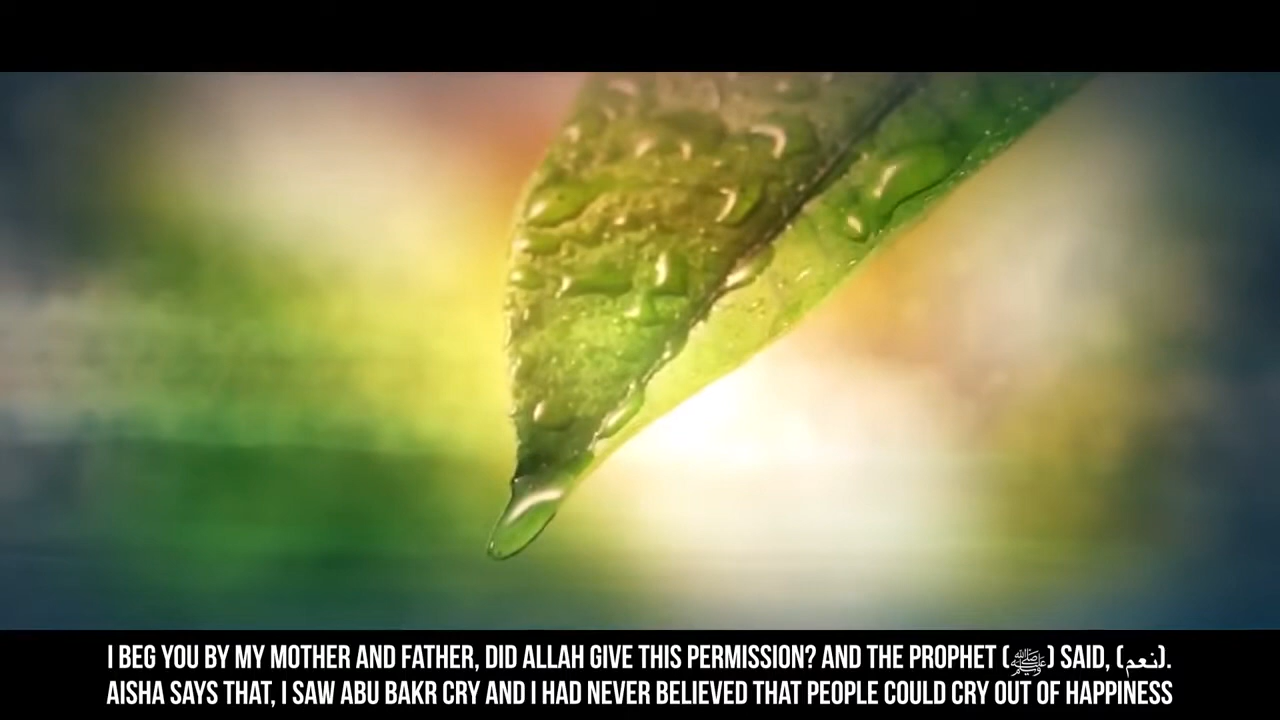 I BEG YOU BY MY MOTHER AND FATHER, DID ALLAH GIVE THIS PERMISSION? AND THE PROPHET (ﷺ) SAID, (نعم).
AISHA SAYS THAT, I SAW ABU BAKR CRY AND I HAD NEVER BELIEVED THAT PEOPLE COULD CRY OUT OF HAPPINESS